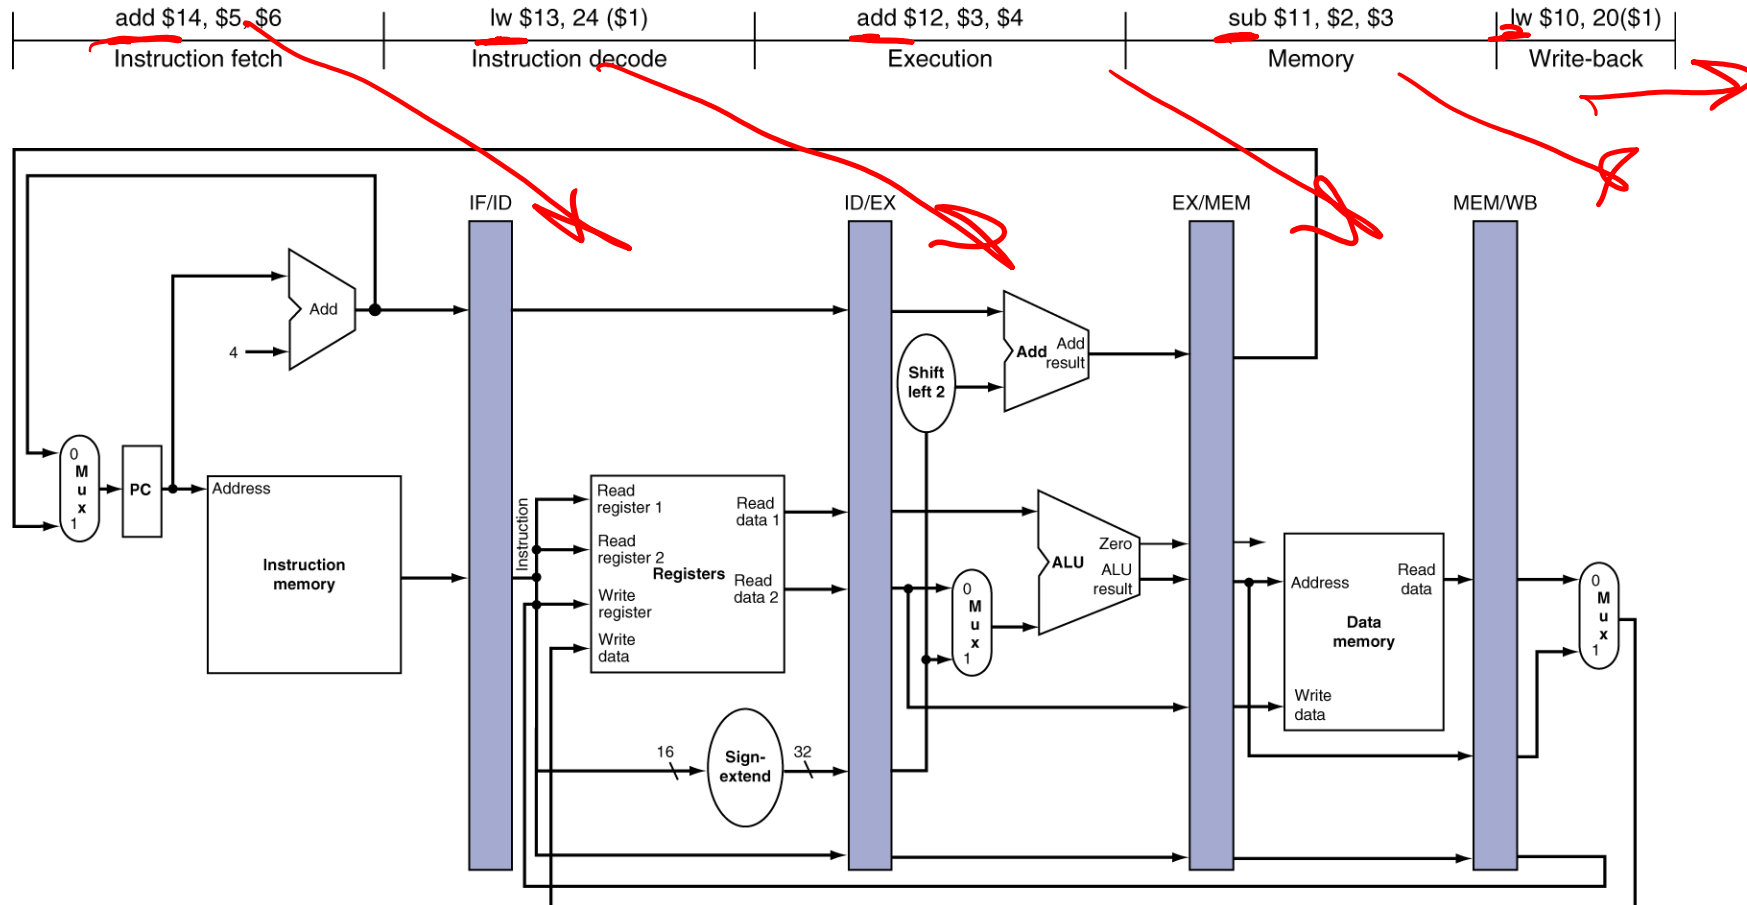 add $14, $5, $6
lw $13, 24 ($1)
add $12, $3, $4
sub $11, $2, $3
lw $10, 20($1)
Instruction fetch
Instruction decode
Execution
Memory
Write-back
IF/ID
ID/EX
EX/MEM
MEM/WB
Add
4
Shift
left 2
Add
Add
result
0
M
u
x
1
PC
Address
Instruction
memory
Instruction
Read
register 1
Read
register 2
Write
register
Write
data
Registers
Read
data 1
Read
data 2
16
Sign-
extend
32
0
M
u
x
1
ALU
Zero
ALU
result
Address
Read
data
Data
memory
Write
data
0
M
u
x
1